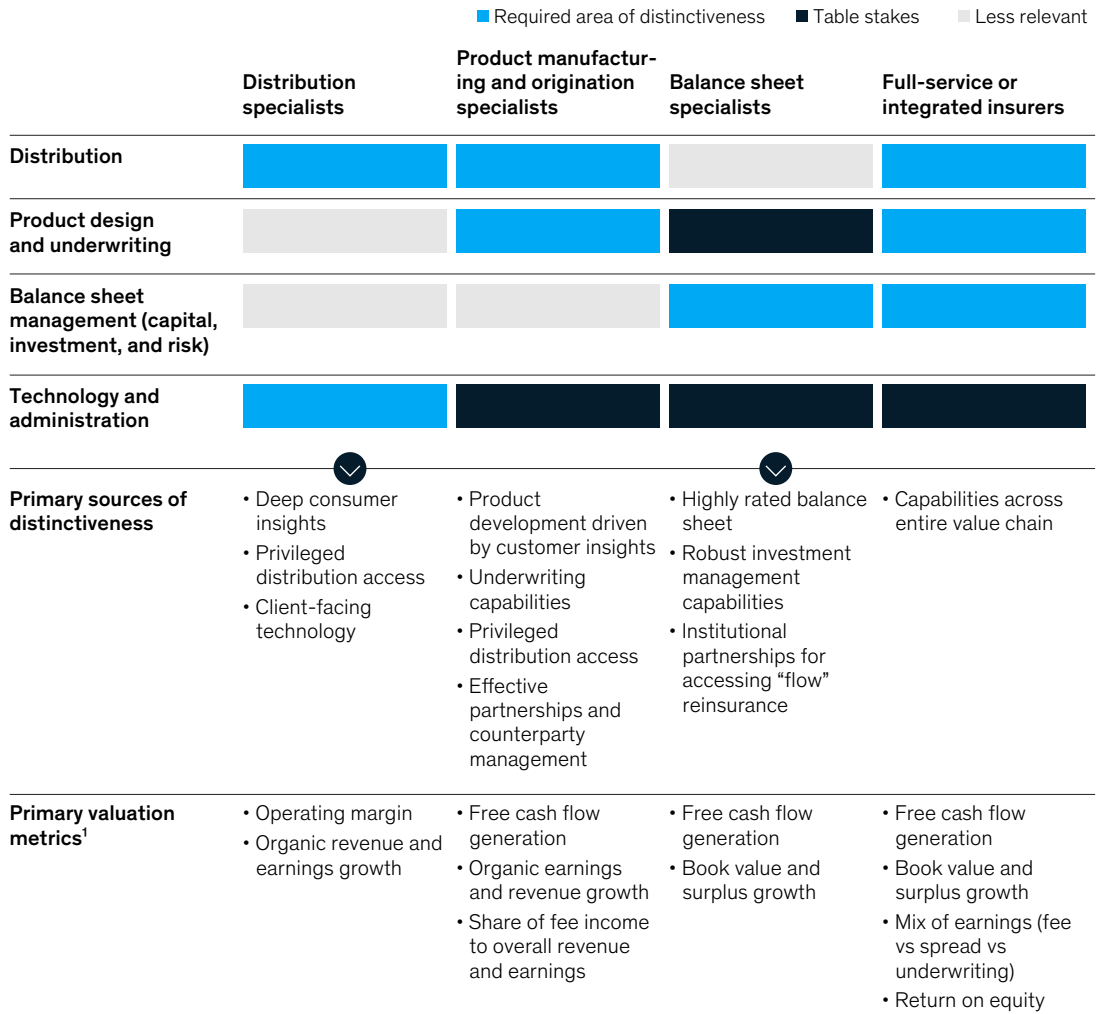 Required area of distinctiveness Table stakes Less relevant
Distribution
specialists
Product manufactur-
ing and origination
specialists
Balance sheet
specialists
Full-service or
integrated insurers
Distribution
Product design
and underwriting
Balance sheet
management (capital,
investment, and risk)
Technology and
administration
Primary sources of
distinctiveness
• Deep consumer
insights
• Privileged
distribution access
• Client-facing
technology
• Product
development driven
by customer insights
• Underwriting
capabilities
• Privileged
distribution access
• Effective
partnerships and
counterparty
management
• Highly rated balance
sheet
• Robust investment
management
capabilities
• Institutional
partnerships for
accessing “flow”
reinsurance
• Capabilities across
entire value chain
Primary valuation
metrics¹
• Operating margin
• Organic revenue and
earnings growth
• Free cash flow
generation
• Organic earnings
and revenue growth
• Share of fee income
to overall revenue
and earnings
• Free cash flow
generation
• Book value and
surplus growth
• Free cash flow
generation
• Book value and
surplus growth
• Mix of earnings (fee
vs spread vs
underwriting)
• Return on equity